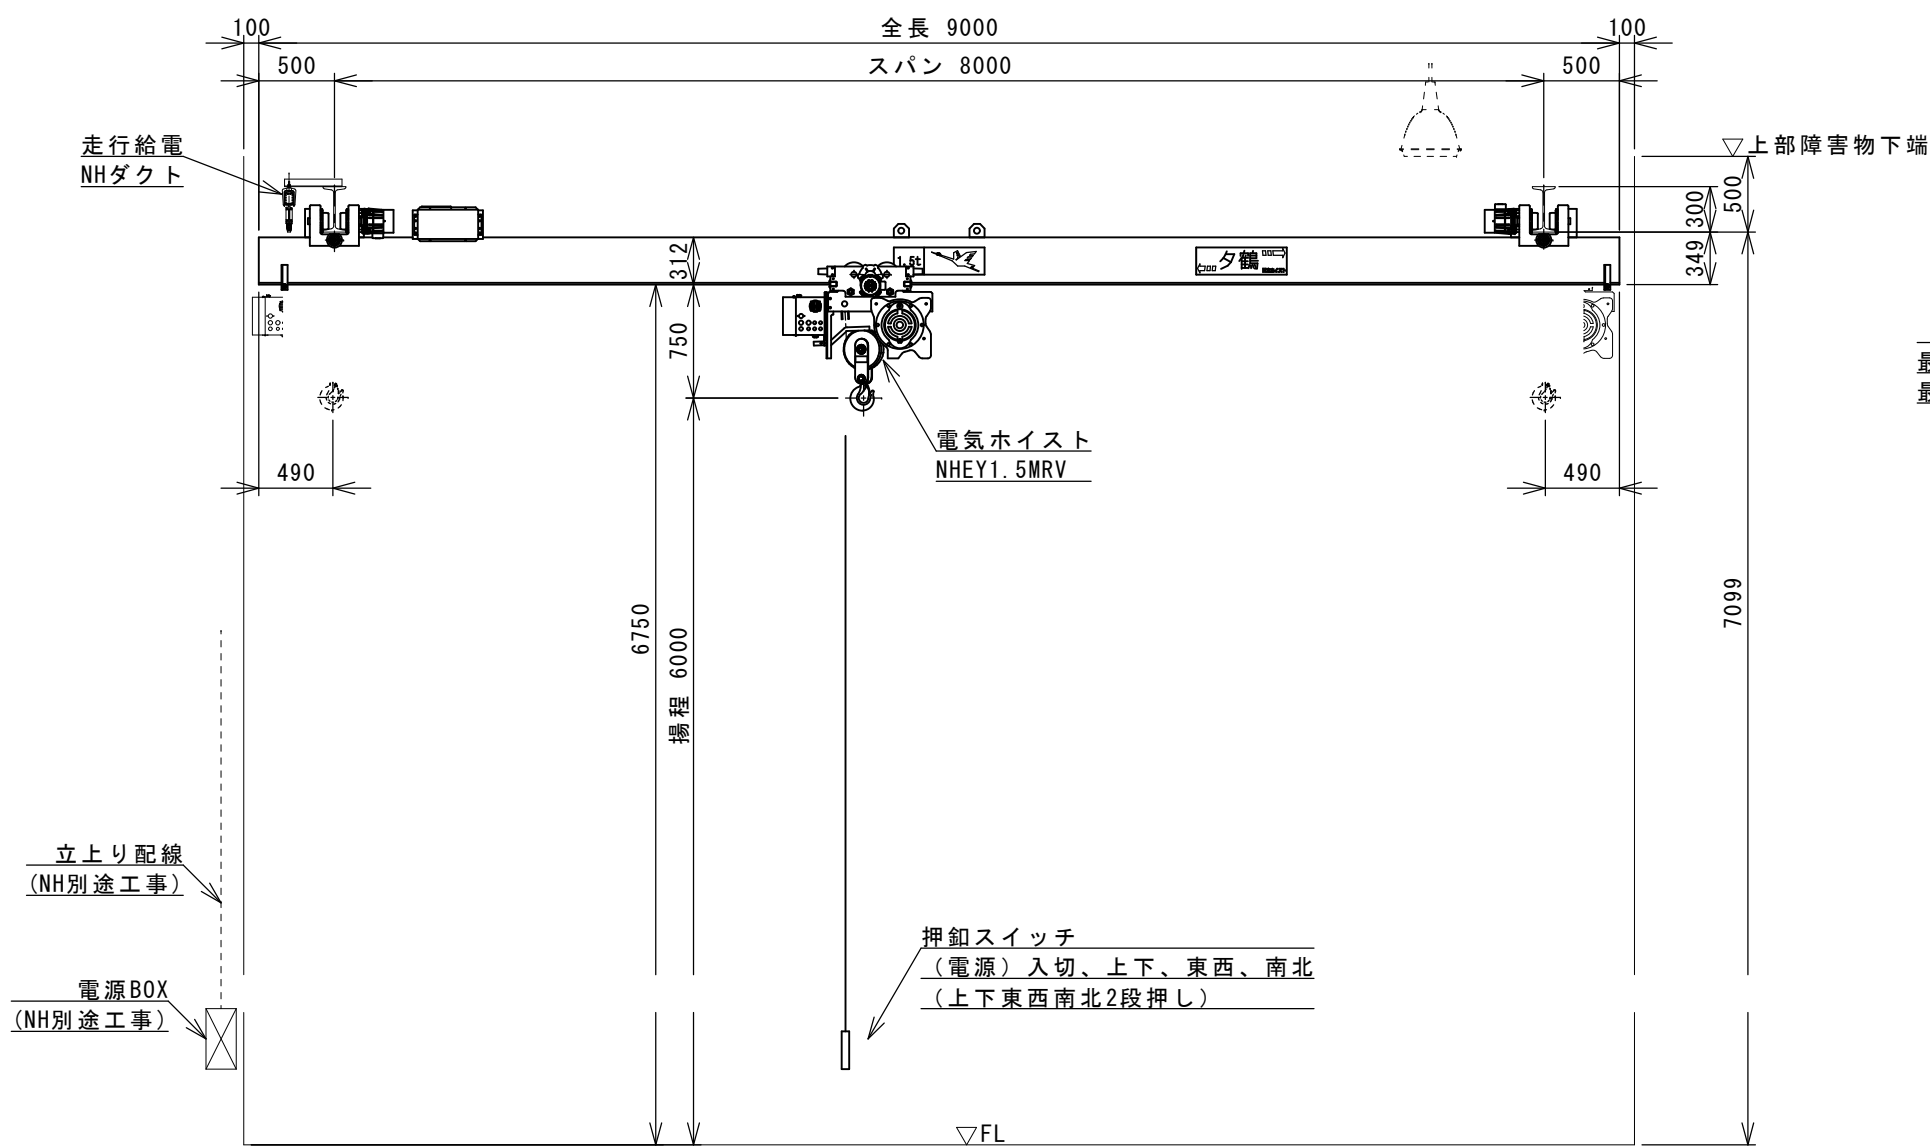 100
全長 9000
100
500
スパン 8000
500
走行給電
NHダクト
上部障害物下端
500
300
349
312
1.5t
夕鶴
750
最
最
電気ホイスト
NHEY1.5MRV
490
490
6750
揚程 6000
7099
立上り配線
(NH別途工事)
押釦スイッチ
(電源)入切、上下、東西、南北
(上下東西南北2段押し)
電源BOX
(NH別途工事)
FL